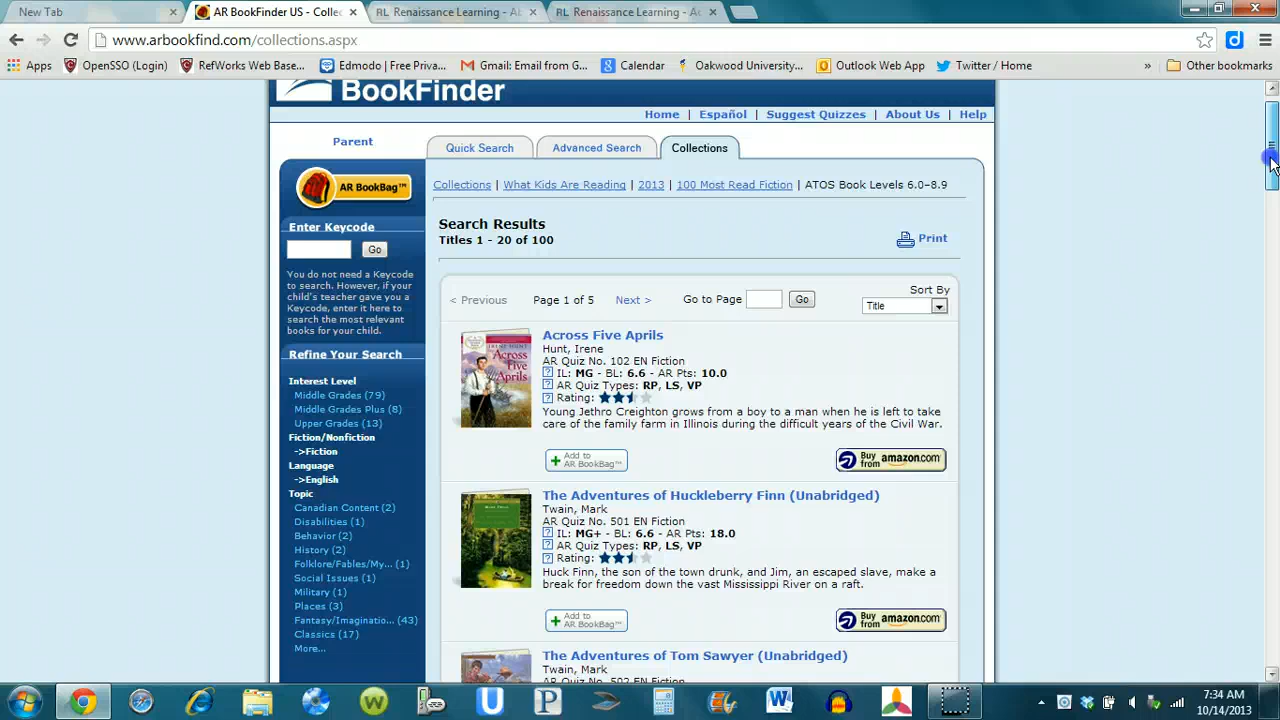 New Tab
AR BookFinder US - Collec
RL Renaissance Learning - Ab
RL Renaissance Learning - Ac
www.arbookfind.com/collections.aspx
Apps
OpenSSO (Login)
RefWorks Web Base...
Edmodo | Free Priva...
Gmail: Email from G...
Calendar
Oakwood University...
Outlook Web App
Twitter / Home
»
Other bookmarks
BookFinder
Home | Español | Suggest Quizzes | About Us | Help
Parent
Quick Search
Advanced Search
Collections
AR BookBag™
Enter Keycode
Go
You do not need a Keycode
to search. However, if your
child's teacher gave you a
Keycode, enter it here to
search the most relevant
books for your child.
Refine Your Search
Interest Level
Middle Grades (79)
Middle Grades Plus (8)
Upper Grades (13)
Fiction/Nonfiction
->Fiction
Language
->English
Topic
Canadian Content (2)
Disabilities (1)
Behavior (2)
History (2)
Folklore/Fables/My... (1)
Social Issues (1)
Military (1)
Places (3)
Fantasy/Imaginatio... (43)
Classics (17)
More...
Collections | What Kids Are Reading | 2013 | 100 Most Read Fiction | ATOS Book Levels 6.0–8.9
Search Results
Titles 1 - 20 of 100
Print
< Previous Page 1 of 5 Next > Go to Page Go
Sort By
Title
ACROSS FIVE APRILS
Across Five Aprils
Hunt, Irene
AR Quiz No. 102 EN Fiction
? IL: MG - BL: 6.6 - AR Pts: 10.0
? AR Quiz Types: RP, LS, VP
? Rating:
Young Jethro Creighton grows from a boy to a man when he is left to take
care of the family farm in Illinois during the difficult years of the Civil War.
+ Add to
AR BookBag™
Buy
from amazon.com
The Adventures of Huckleberry Finn (Unabridged)
Twain, Mark
AR Quiz No. 501 EN Fiction
? IL: MG+ - BL: 6.6 - AR Pts: 18.0
? AR Quiz Types: RP, LS, VP
? Rating:
Huck Finn, the son of the town drunk, and Jim, an escaped slave, make a
break for freedom down the vast Mississippi River on a raft.
+ Add to
AR BookBag™
Buy
from amazon.com
The Adventures of Tom Sawyer (Unabridged)
Twain, Mark
AR Quiz No. 502 EN Fiction
7:34 AM
10/14/2013